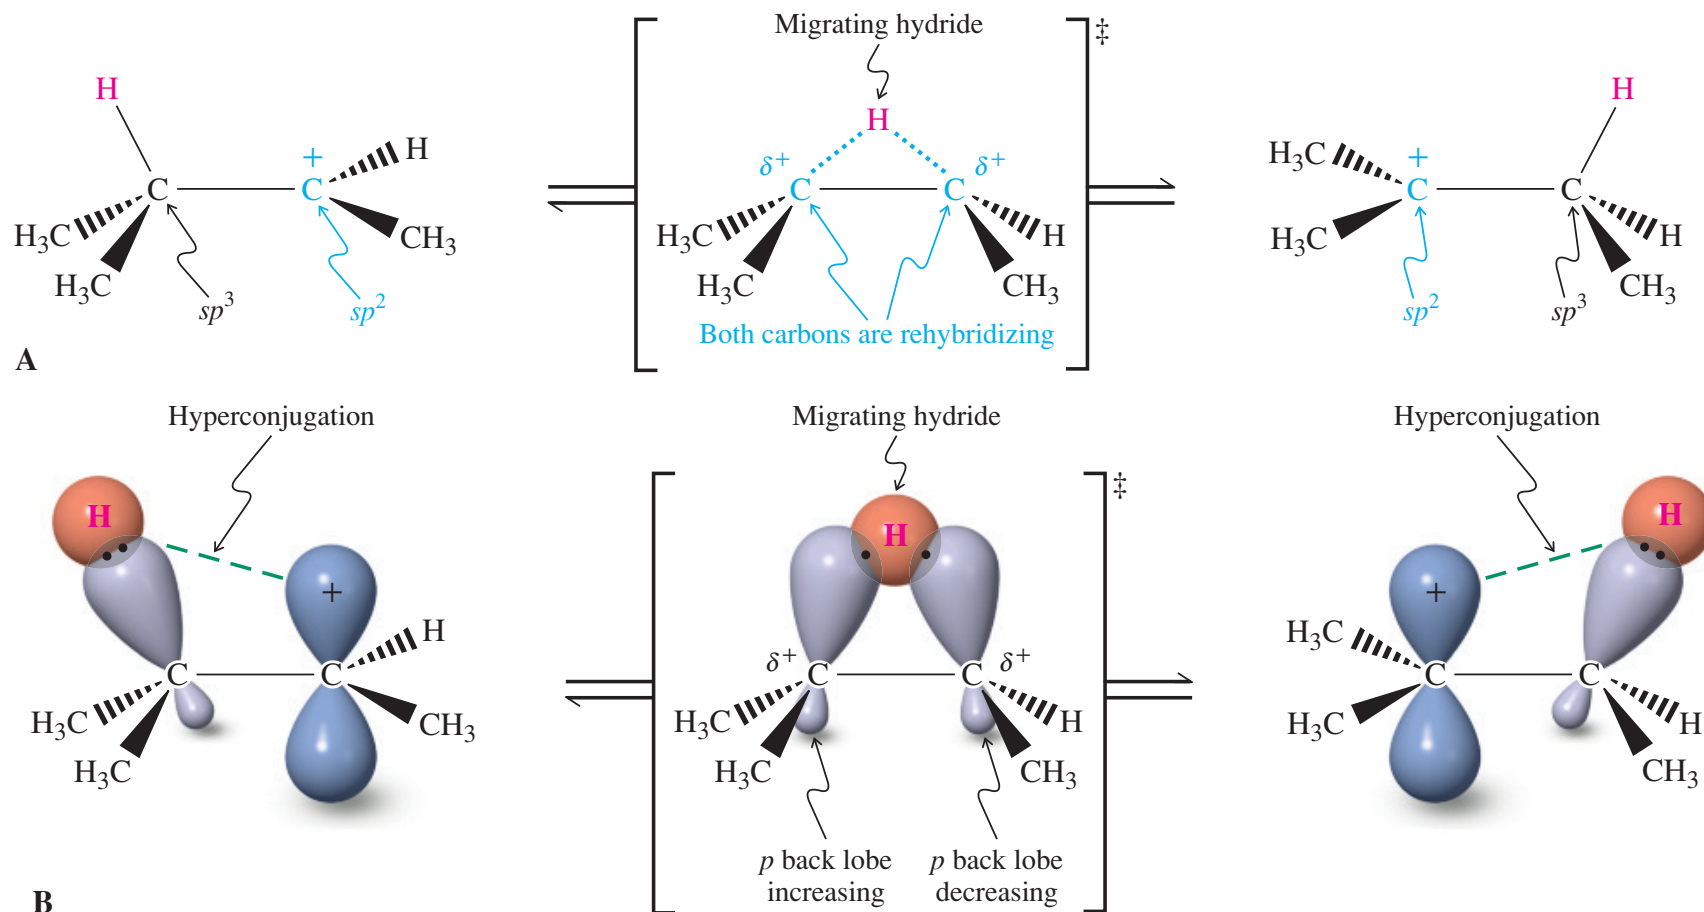 Migrating hydride
‡
H
H
H
+
H
δ+
δ+
H3C
+
C
C
C
C
C
C
H3C
CH3
H3C
H
H3C
H
H3C
H3C
CH3
CH3
sp3
sp2
Both carbons are rehybridizing
sp2
sp3
A
Hyperconjugation
Migrating hydride
Hyperconjugation
‡
H
H
H
+
+
H
H3C
δ+
δ+
C
C
C
C
C
C
H3C
CH3
H3C
H
H3C
H
H3C
H3C
CH3
CH3
p back lobe
increasing
p back lobe
decreasing
B